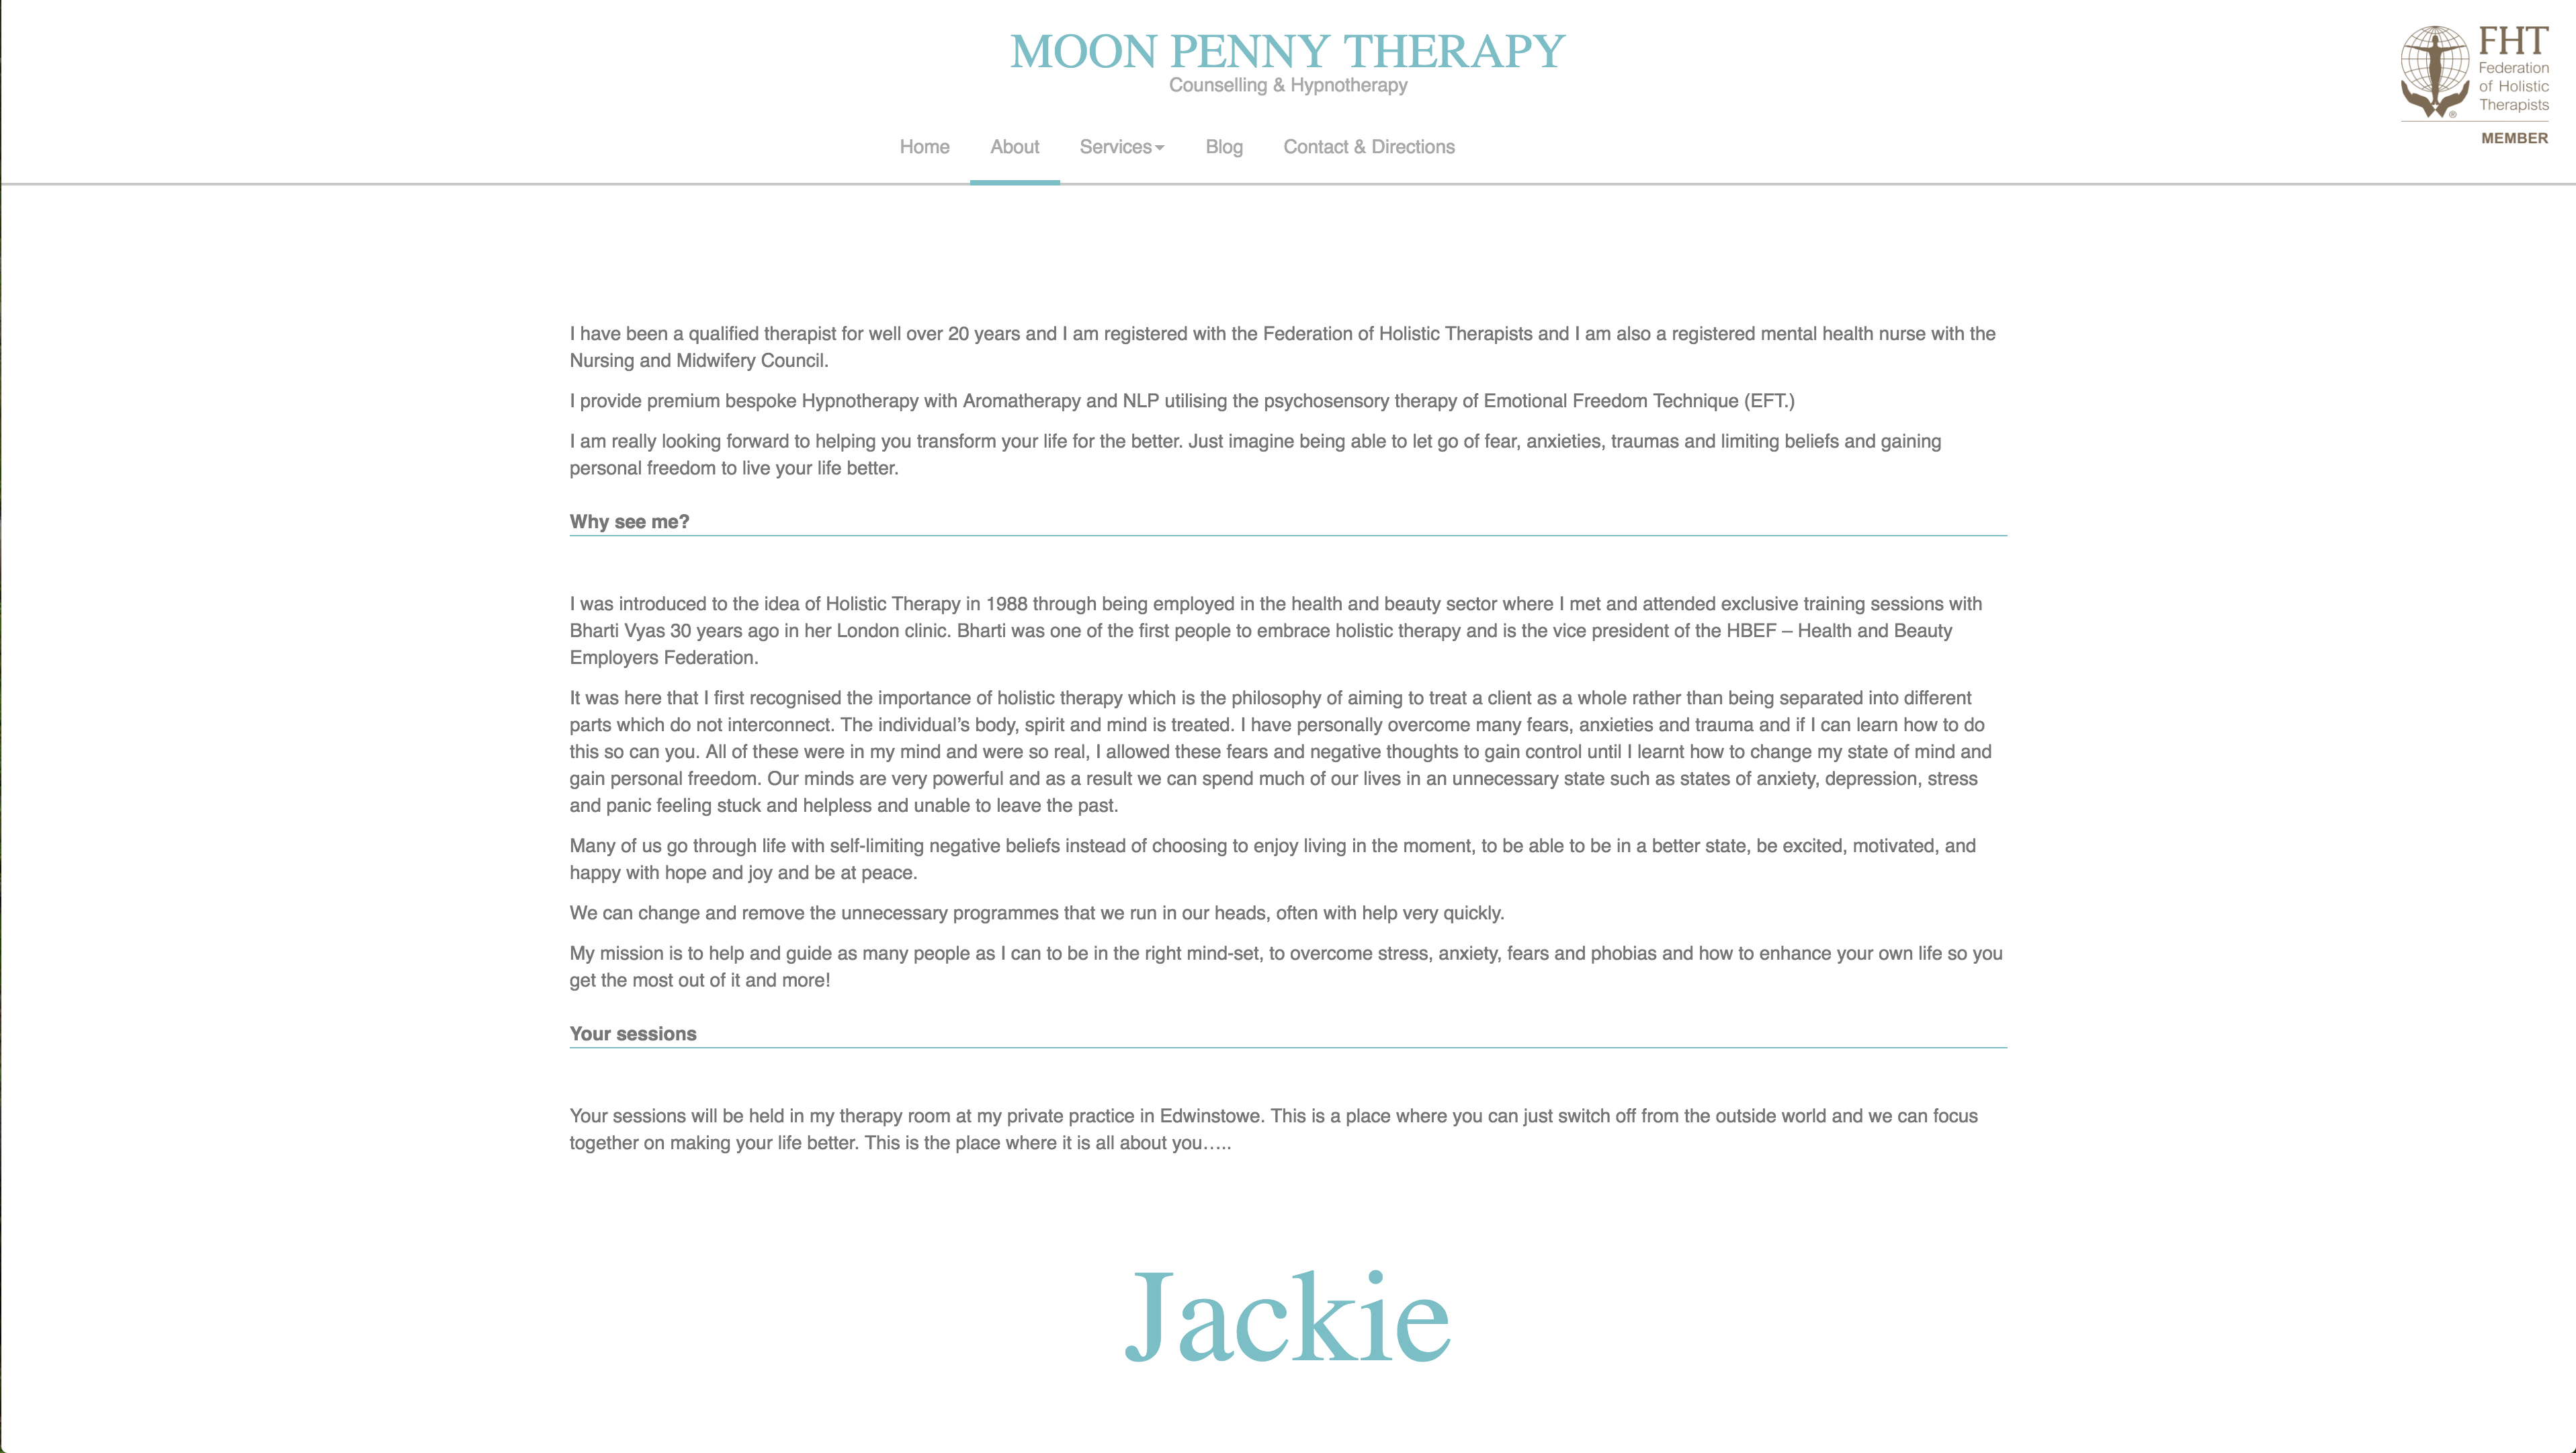 MOON PENNY THERAPY
Counselling & Hypnotherapy
FHT
Federation
of Holistic
Therapists
®
MEMBER
Home About Services Blog Contact & Directions
I have been a qualified therapist for well over 20 years and I am registered with the Federation of Holistic Therapists and I am also a registered mental health nurse with the
Nursing and Midwifery Council.
I provide premium bespoke Hypnotherapy with Aromatherapy and NLP utilising the psychosensory therapy of Emotional Freedom Technique (EFT.)
I am really looking forward to helping you transform your life for the better. Just imagine being able to let go of fear, anxieties, traumas and limiting beliefs and gaining
personal freedom to live your life better.
Why see me?
I was introduced to the idea of Holistic Therapy in 1988 through being employed in the health and beauty sector where I met and attended exclusive training sessions with
Bharti Vyas 30 years ago in her London clinic. Bharti was one of the first people to embrace holistic therapy and is the vice president of the HBEF – Health and Beauty
Employers Federation.
It was here that I first recognised the importance of holistic therapy which is the philosophy of aiming to treat a client as a whole rather than being separated into different
parts which do not interconnect. The individual’s body, spirit and mind is treated. I have personally overcome many fears, anxieties and trauma and if I can learn how to do
this so can you. All of these were in my mind and were so real, I allowed these fears and negative thoughts to gain control until I learnt how to change my state of mind and
gain personal freedom. Our minds are very powerful and as a result we can spend much of our lives in an unnecessary state such as states of anxiety, depression, stress
and panic feeling stuck and helpless and unable to leave the past.
Many of us go through life with self-limiting negative beliefs instead of choosing to enjoy living in the moment, to be able to be in a better state, be excited, motivated, and
happy with hope and joy and be at peace.
We can change and remove the unnecessary programmes that we run in our heads, often with help very quickly.
My mission is to help and guide as many people as I can to be in the right mind-set, to overcome stress, anxiety, fears and phobias and how to enhance your own life so you
get the most out of it and more!
Your sessions
Your sessions will be held in my therapy room at my private practice in Edwinstowe. This is a place where you can just switch off from the outside world and we can focus
together on making your life better. This is the place where it is all about you…..
Jackie